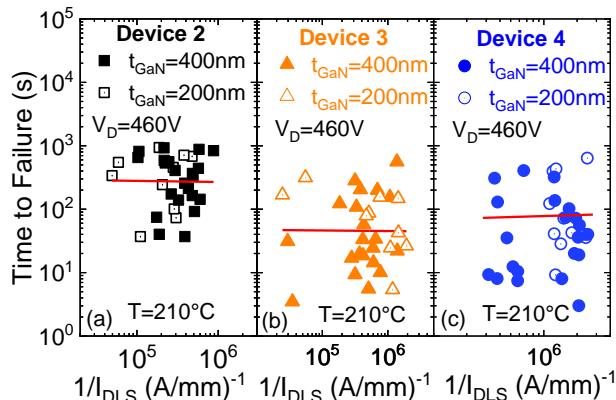 Time to Failure (s)
10^5
10^4
10^3
10^2
10^1
10^0
Device 2
t_GaN=400nm
t_GaN=200nm
V_D=460V
(a)
T=210°C
10^5
10^6
1/I_DLS (A/mm)^-1
Device 3
t_GaN=400nm
t_GaN=200nm
V_D=460V
(b)
T=210°C
10^5
10^6
10^6
1/I_DLS (A/mm)^-1
Device 4
t_GaN=400nm
t_GaN=200nm
V_D=460V
(c)
T=210°C
10^6
1/I_DLS (A/mm)^-1